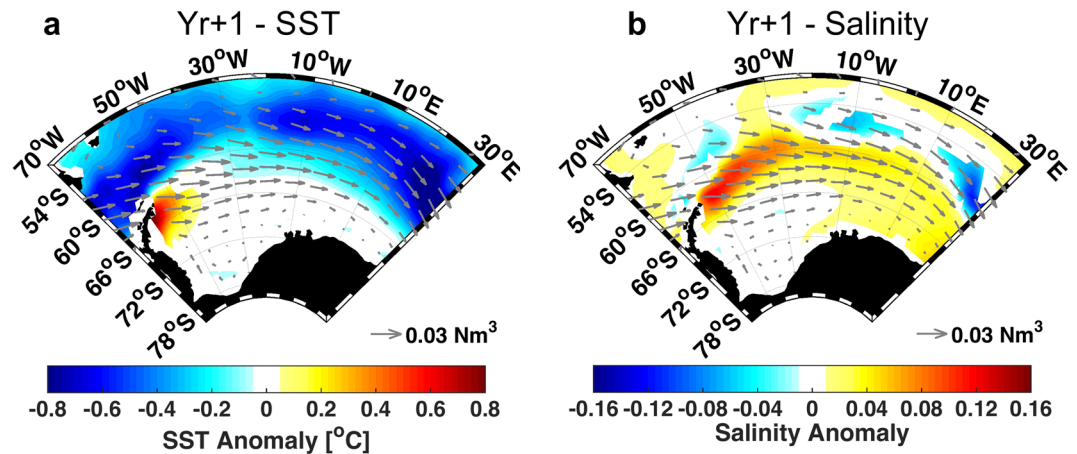 a Yr+1 - SST
70°W 50°W 30°W 10°W 10°E 30°E
54°S
60°S
66°S
72°S
78°S
0.03 Nm³
-0.8 -0.6 -0.4 -0.2 0 0.2 0.4 0.6 0.8
SST Anomaly [°C]
b Yr+1 - Salinity
70°W 50°W 30°W 10°W 10°E 30°E
54°S
60°S
66°S
72°S
78°S
0.03 Nm³
-0.16 -0.12 -0.08 -0.04 0 0.04 0.08 0.12 0.16
Salinity Anomaly